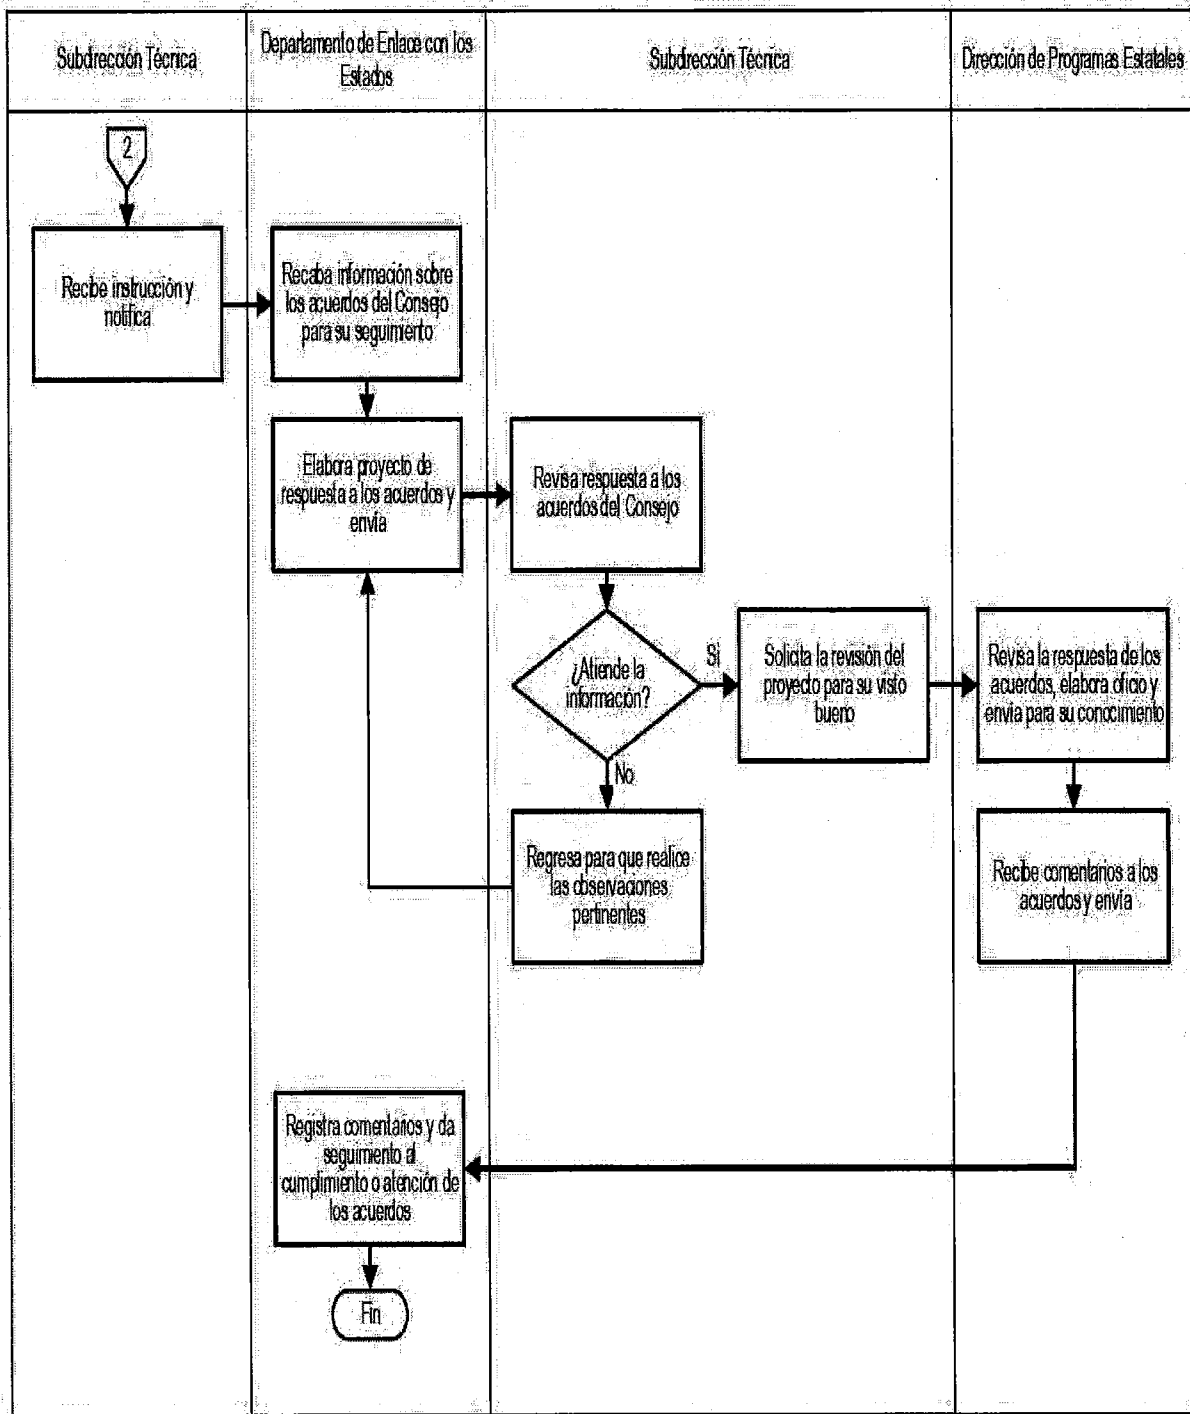 Subdirección Técnica
Departamento de Enlace con los
Estados
Subdirección Técnica
Dirección de Programas Estatales
2
Recibe instrucción y
notifica
Recaba información sobre
los acuerdos del Consejo
para su seguimiento
Elabora proyecto de
respuesta a los acuerdos y
envía
Revisa respuesta a los
acuerdos del Consejo
¿Atiende la
información?
Si
No
Solicita la revisión del
proyecto para su visto
bueno
Revisa la respuesta de los
acuerdos, elabora oficio y
envía para su conocimiento
Regresa para que realice
las observaciones
pertinentes
Recibe comentarios a los
acuerdos y envía
Registra comentarios y da
seguimiento al
cumplimiento o atención de
los acuerdos
Fin